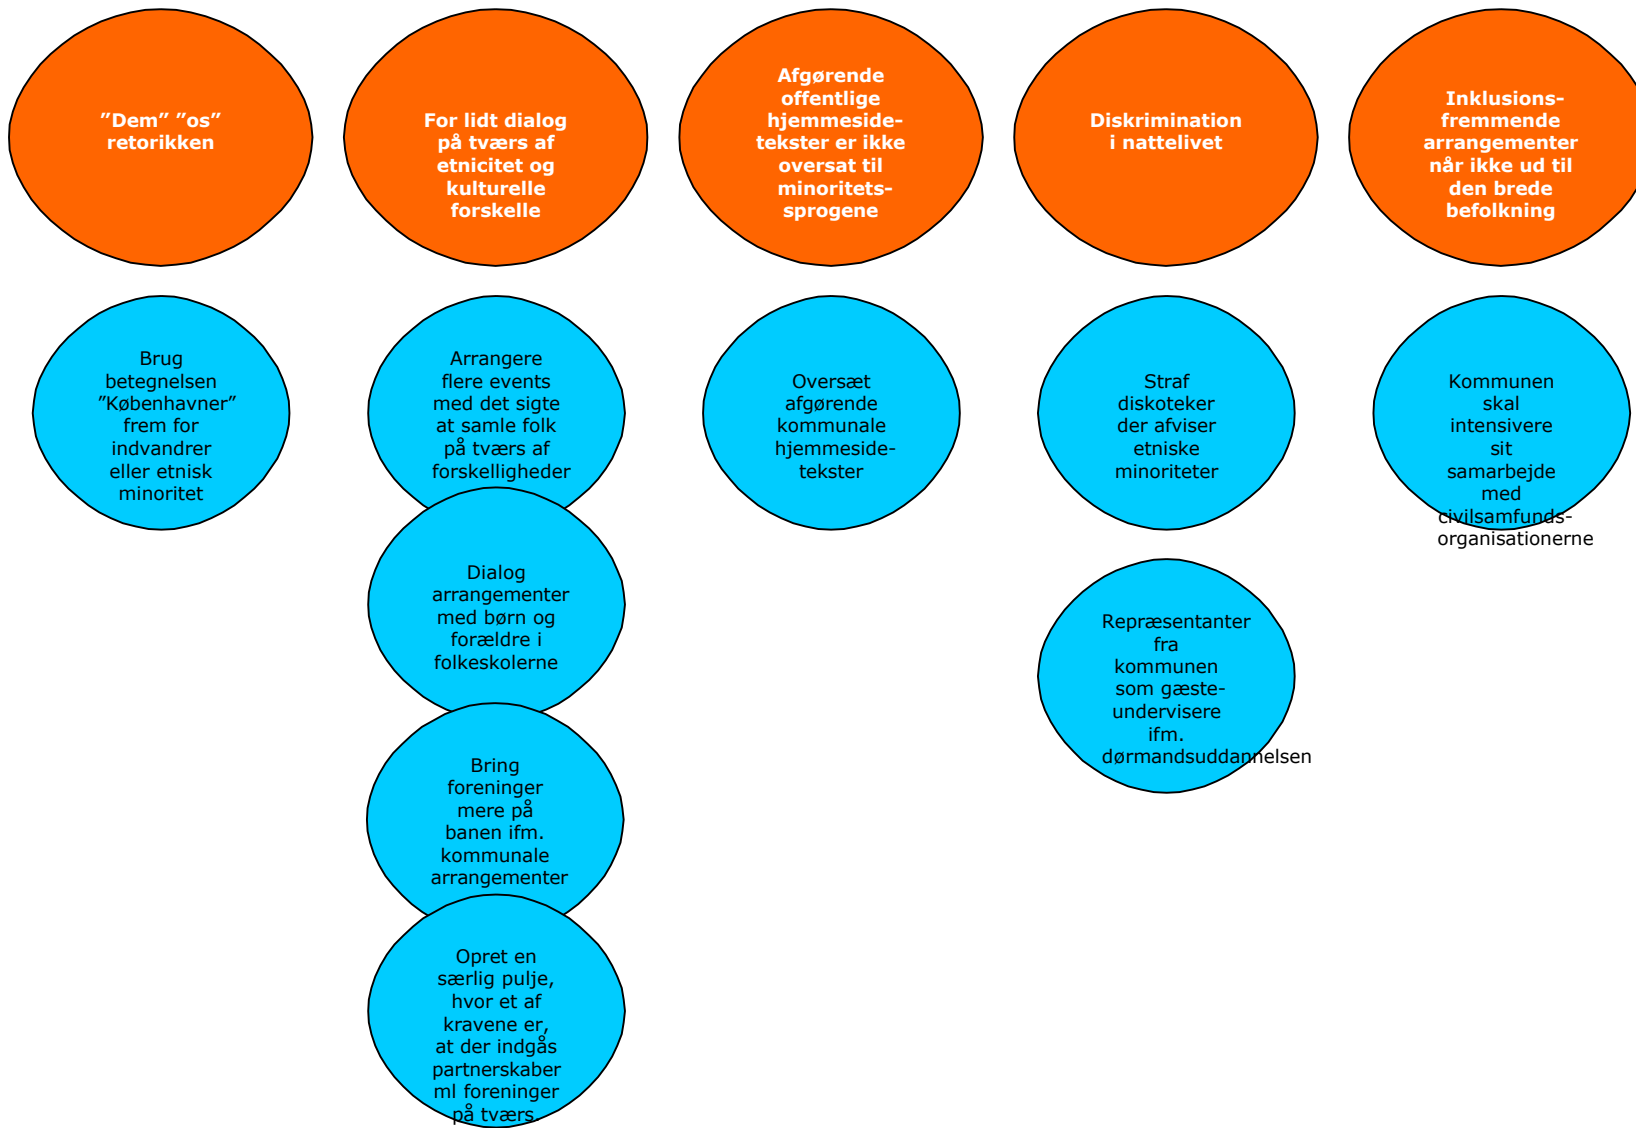 ”Dem” ”os”
retorikken
For lidt dialog
på tværs af
etnicitet og
kulturelle
forskelle
Afgørende
offentlige
hjemmeside-
tekster er ikke
oversat til
minoritets-
sprogene
Diskrimination
i nattelivet
Inklusions-
fremmende
arrangementer
når ikke ud til
den brede
befolkning
Brug
betegnelsen
”Københavner”
frem for
indvandrer
eller etnisk
minoritet
Arrangere
flere events
med det sigte
at samle folk
på tværs af
forskelligheder
Dialog
arrangementer
med børn og
forældre i
folkeskolerne
Bring
foreninger
mere på
banen ifm.
kommunale
arrangementer
Opret en
særlig pulje,
hvor et af
kravene er,
at der indgås
partnerskaber
ml foreninger
på tværs.
Oversæt
afgørende
kommunale
hjemmeside-
tekster
Straf
diskoteker
der afviser
etniske
minoriteter
Repræsentanter
fra
kommunen
som gæste-
undervisere
ifm.
dørmandsuddannelsen
Kommunen
skal
intensivere
sit
samarbejde
med
civilsamfunds-
organisationerne